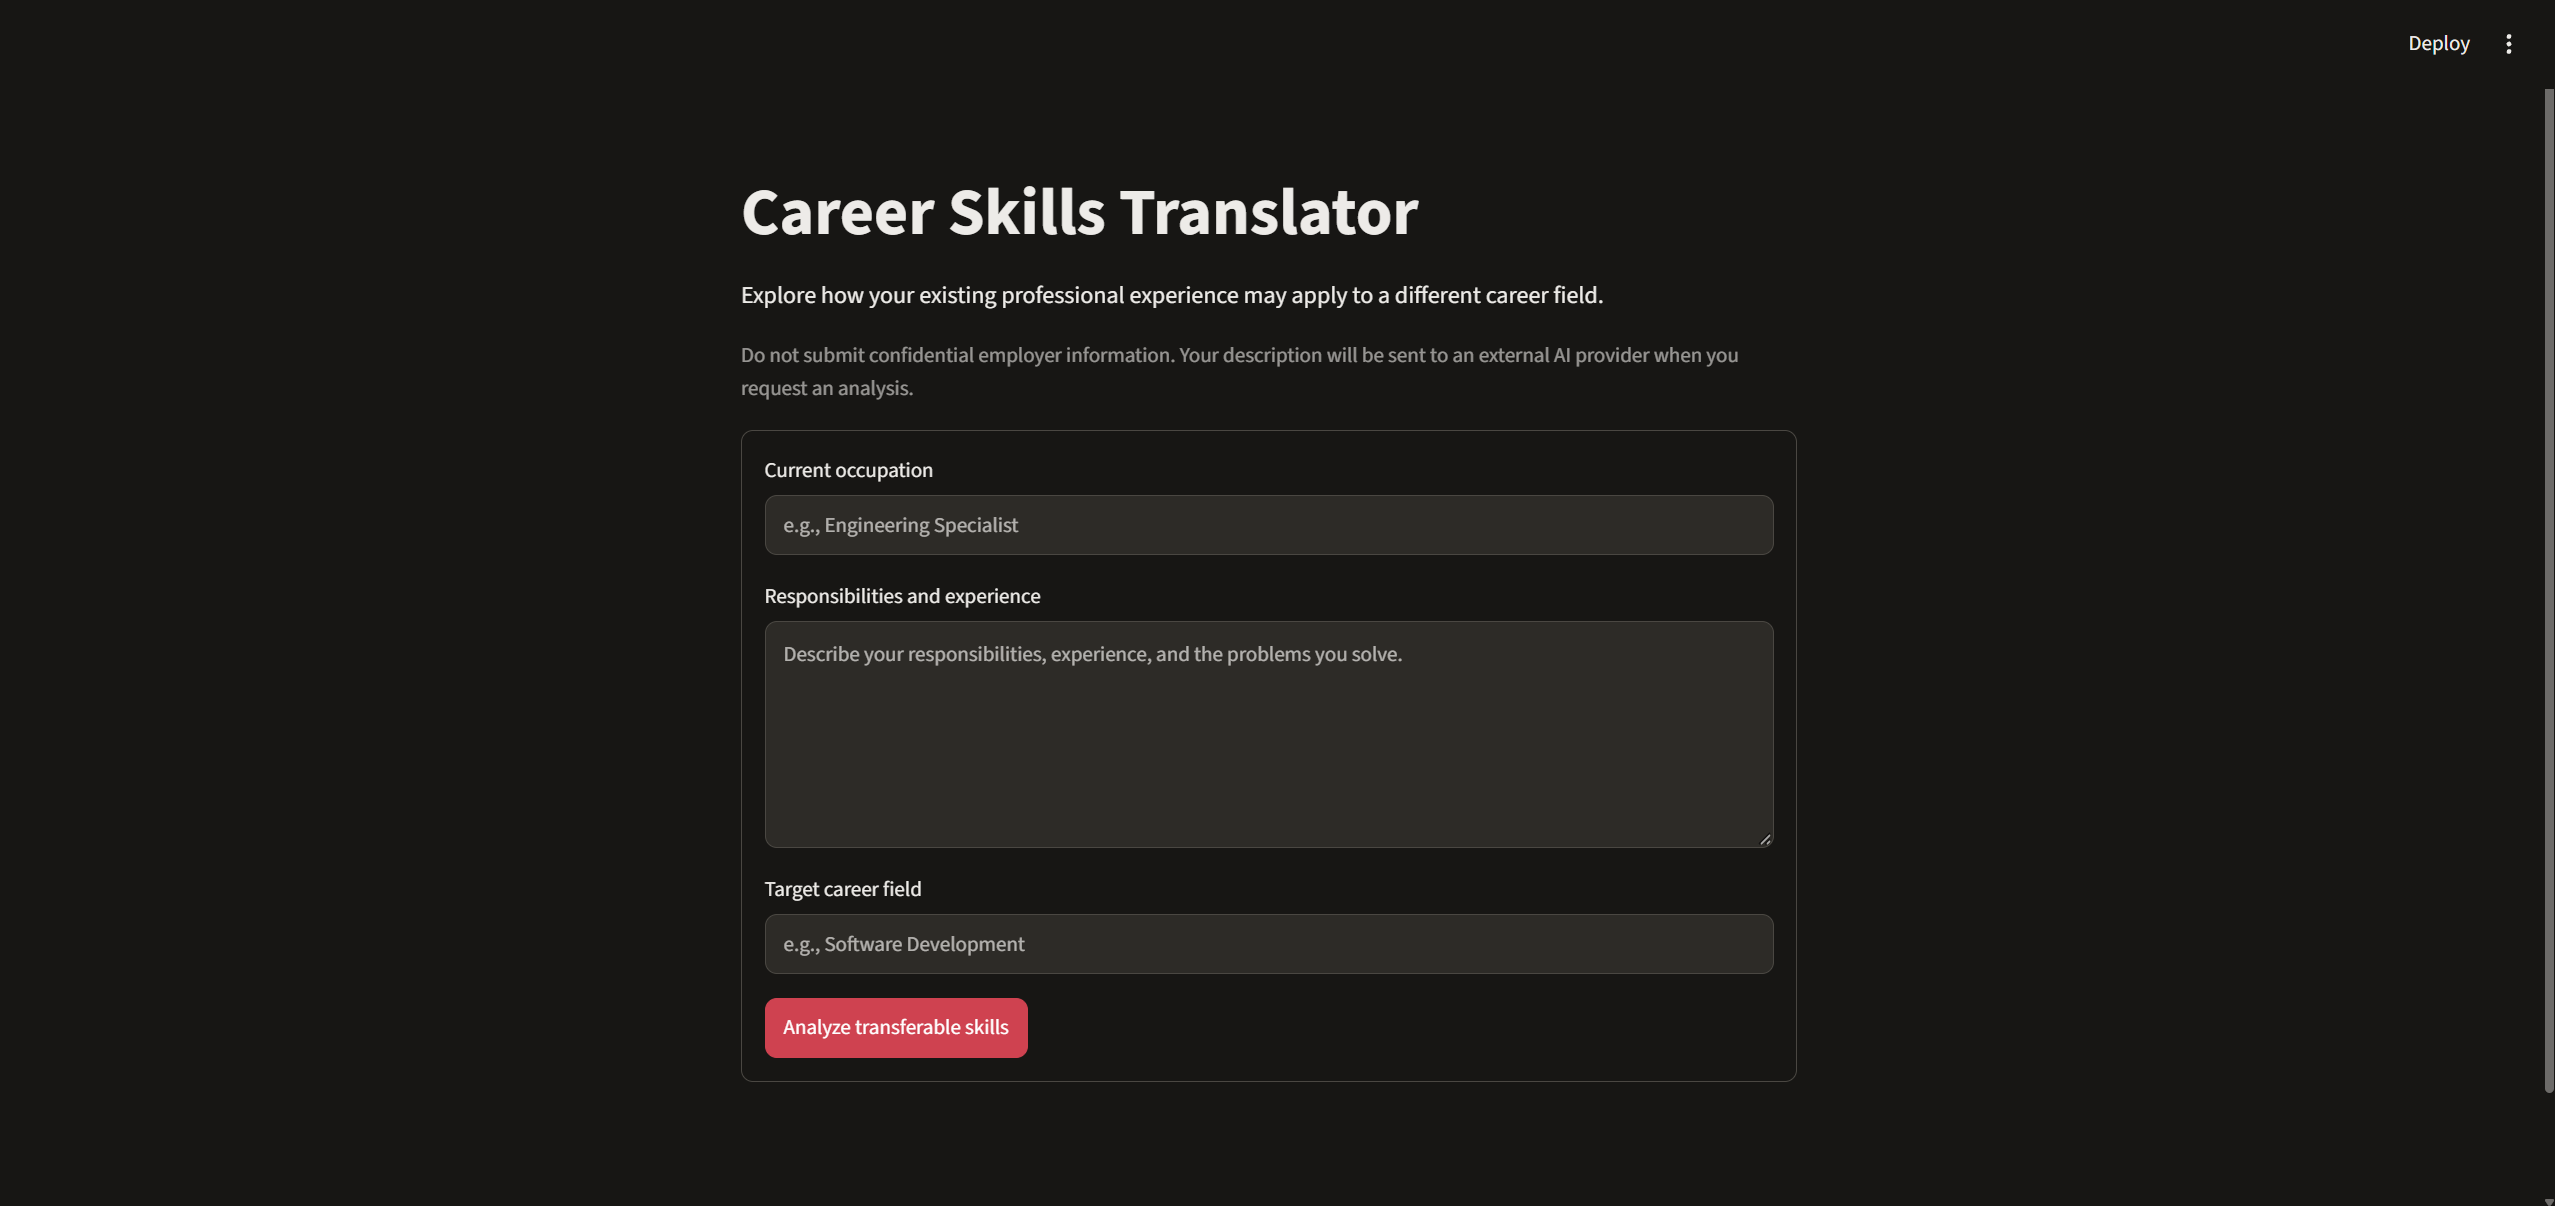 Deploy
Career Skills Translator
Explore how your existing professional experience may apply to a different career field.
Do not submit confidential employer information. Your description will be sent to an external AI provider when you
request an analysis.
Current occupation
e.g., Engineering Specialist
Responsibilities and experience
Describe your responsibilities, experience, and the problems you solve.
Target career field
e.g., Software Development
Analyze transferable skills